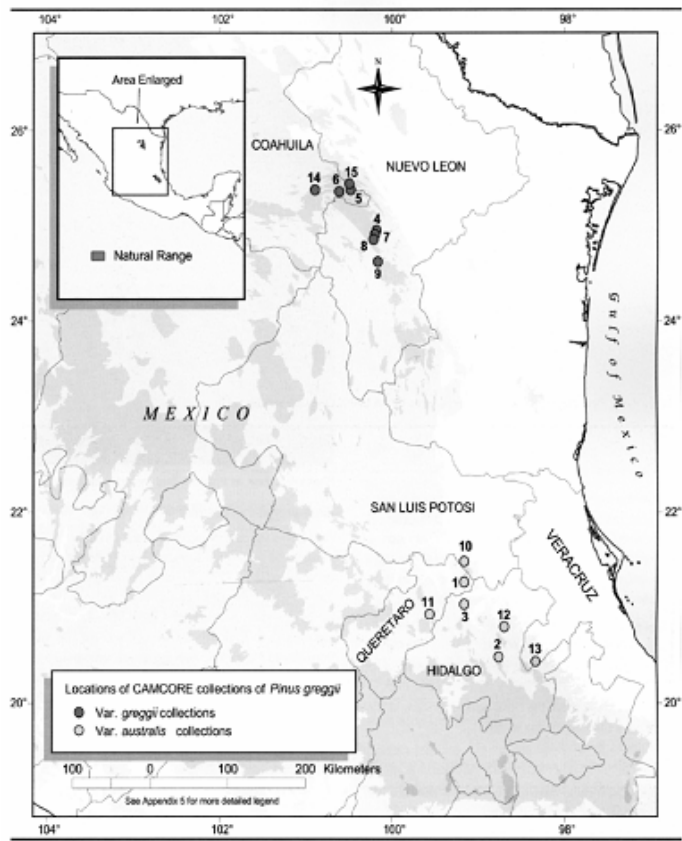 104°
102°
100°
98°
Area Enlarged
N
26°
26°
COAHUILA
NUEVO LEON
14
6
15
5
4
7
8
9
Natural Range
24°
24°
Gulf of Mexico
MEXICO
22°
22°
SAN LUIS POTOSI
VERACRUZ
10
1
3
11
12
QUERETARO
2
13
HIDALGO
20°
20°
Locations of CAMCORE collections of Pinus greggii
Var. greggii collections
Var. australis collections
100 0 100 200 Kilometers
See Appendix 5 for more detailed legend
104°
102°
100°
98°